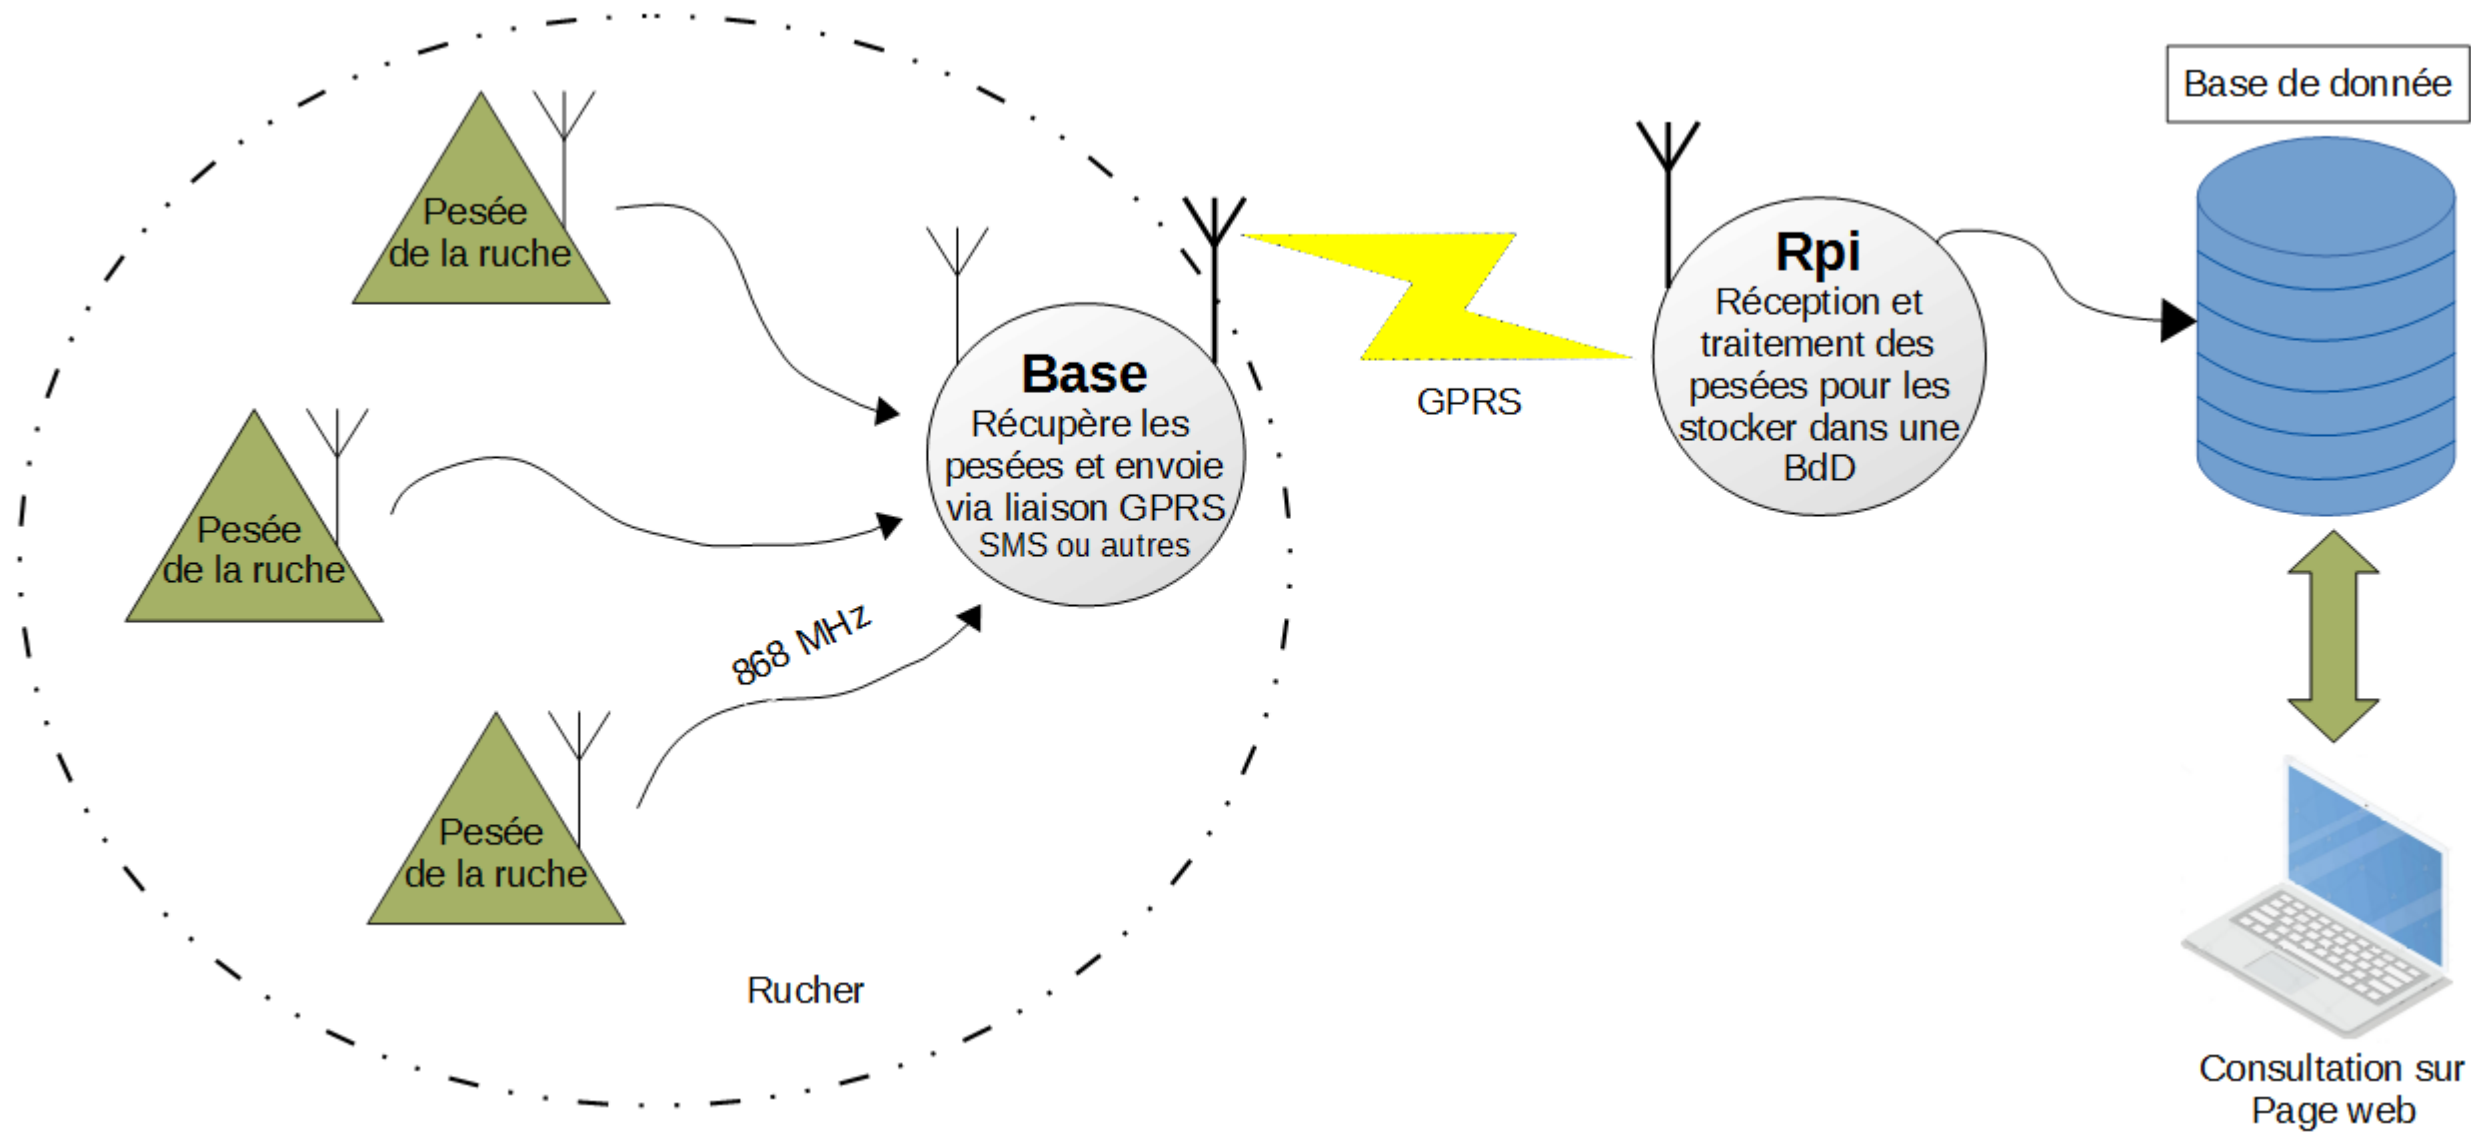 Pesée
de la ruche
Pesée
de la ruche
Pesée
de la ruche
868 MHz
Rucher
Base
Récupère les
pesées et envoie
via liaison GPRS
SMS ou autres
GPRS
Rpi
Réception et
traitement des
pesées pour les
stocker dans une
BdD
Base de donnée
Consultation sur
Page web